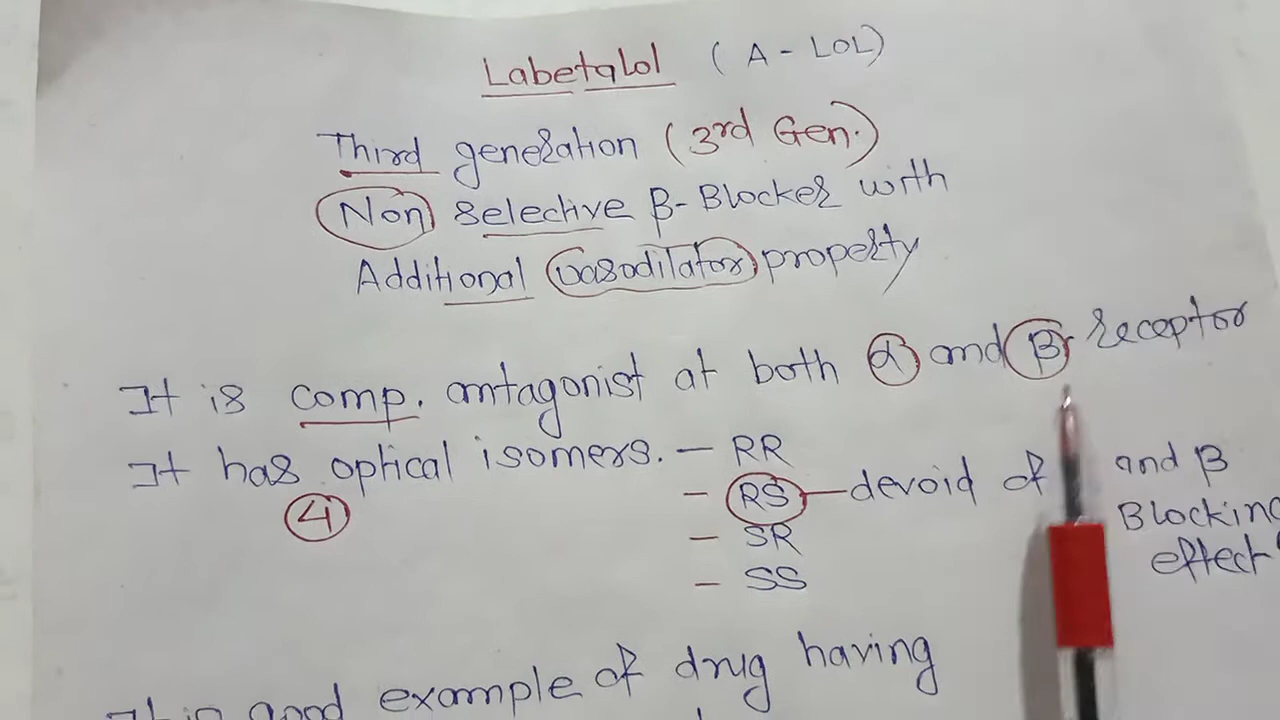 Labetalol (A - LOL)
Third generation (3rd Gen.)
Non selective β-Blocker with
Additional vasodilator property
It is comp. antagonist at both α and β receptor
It has optical isomers. - RR
4
- RS - devoid of and β
Blocking
effect
- SR
- SS
It is good example of drug having